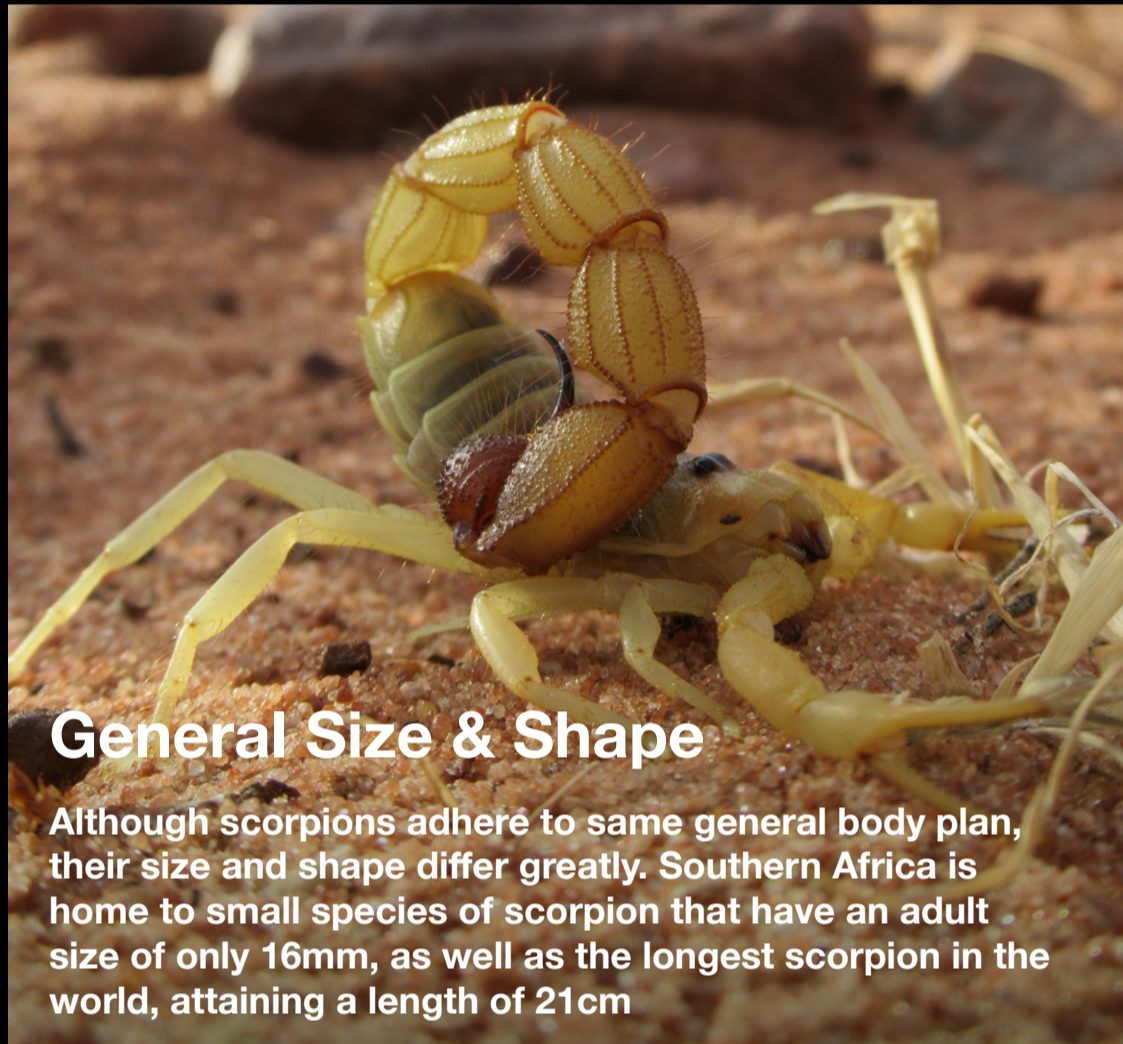 General Size & Shape
Although scorpions adhere to same general body plan,
their size and shape differ greatly. Southern Africa is
home to small species of scorpion that have an adult
size of only 16mm, as well as the longest scorpion in the
world, attaining a length of 21cm